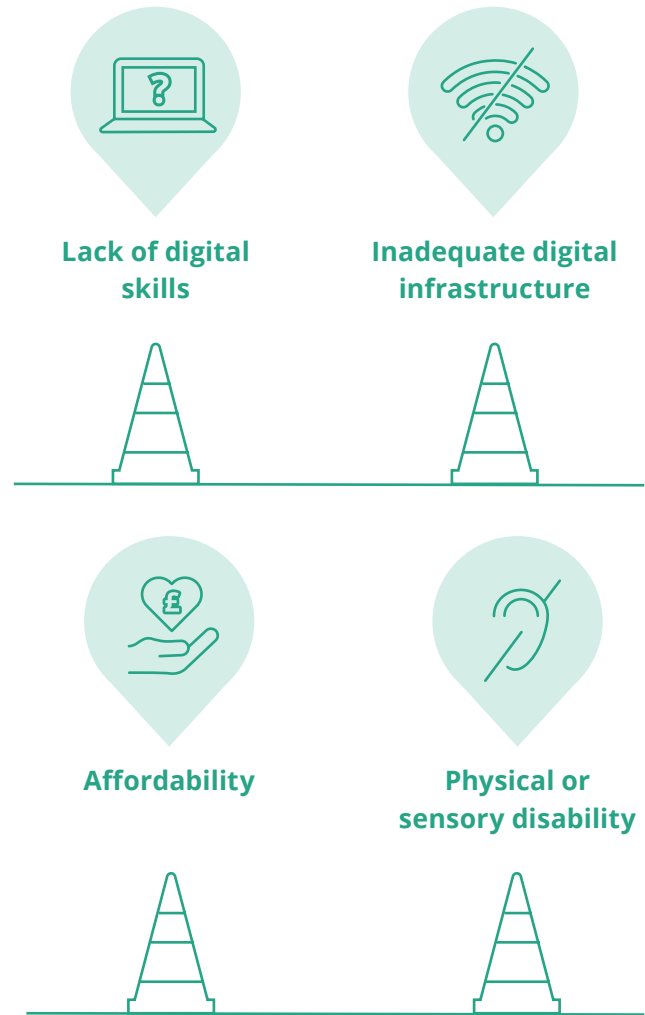 ?
Lack of digital
skills
Inadequate digital
infrastructure
£
Affordability
Physical or
sensory disability